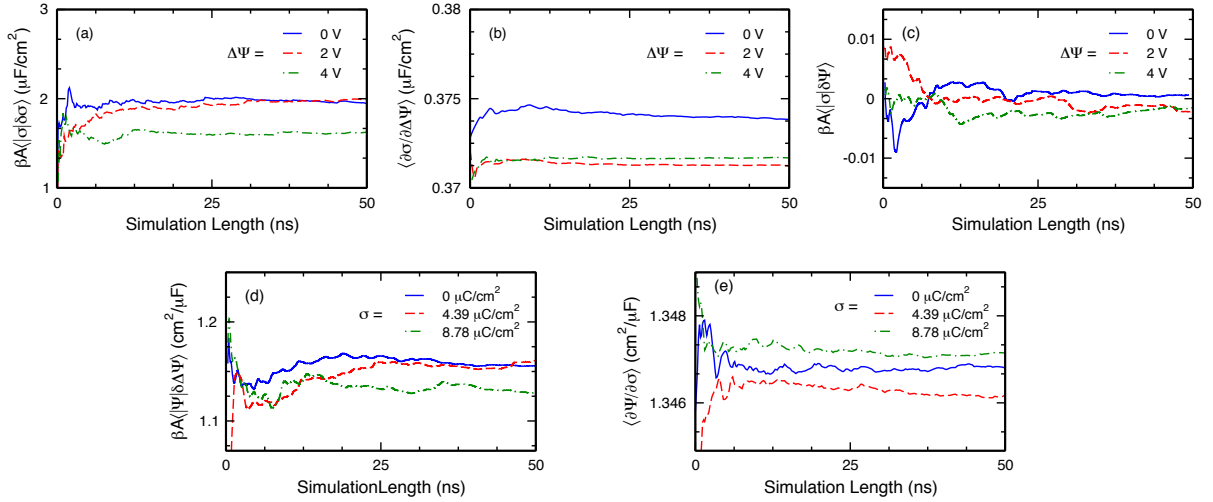 (a)
ΔΨ =
0 V
2 V
4 V
βA⟨|σ|δσ⟩ (μF/cm²)
3
2
1
0
25
50
Simulation Length (ns)
(b)
ΔΨ =
0 V
2 V
4 V
⟨∂σ/∂ΔΨ⟩ (μF/cm²)
0.38
0.375
0.37
0
25
50
Simulation Length (ns)
(c)
ΔΨ =
0 V
2 V
4 V
βA⟨|σ|δΨ⟩
0.01
0
-0.01
0
25
50
Simulation Length (ns)
(d)
σ =
0 μC/cm²
4.39 μC/cm²
8.78 μC/cm²
βA⟨|Ψ|δΔΨ⟩ (cm²/μF)
1.2
1.1
0
25
50
SimulationLength (ns)
(e)
σ =
0 μC/cm²
4.39 μC/cm²
8.78 μC/cm²
⟨∂Ψ/∂σ⟩ (cm²/μF)
1.348
1.346
0
25
50
Simulation Length (ns)